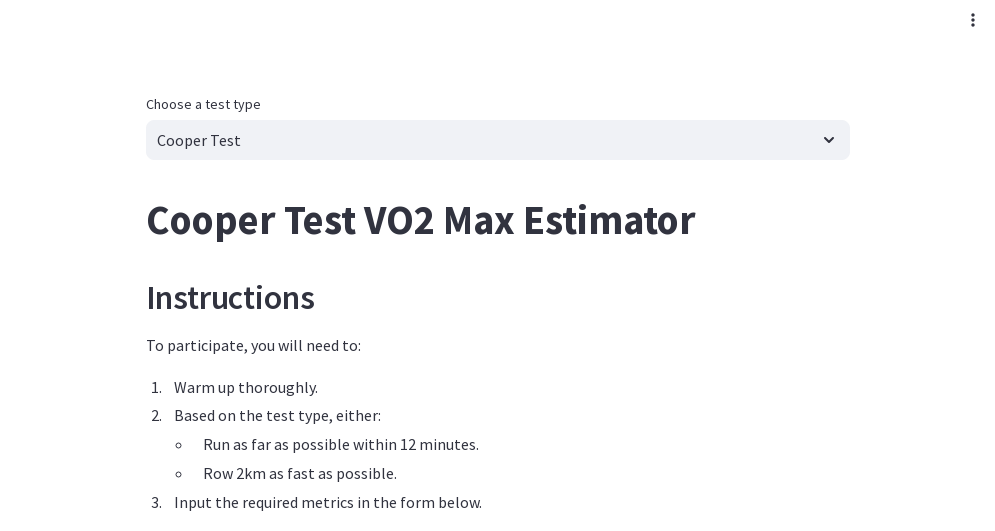 Choose a test type
Cooper Test
Cooper Test VO2 Max Estimator
Instructions
To participate, you will need to:
1. Warm up thoroughly.
2. Based on the test type, either:
◦ Run as far as possible within 12 minutes.
◦ Row 2km as fast as possible.
3. Input the required metrics in the form below.